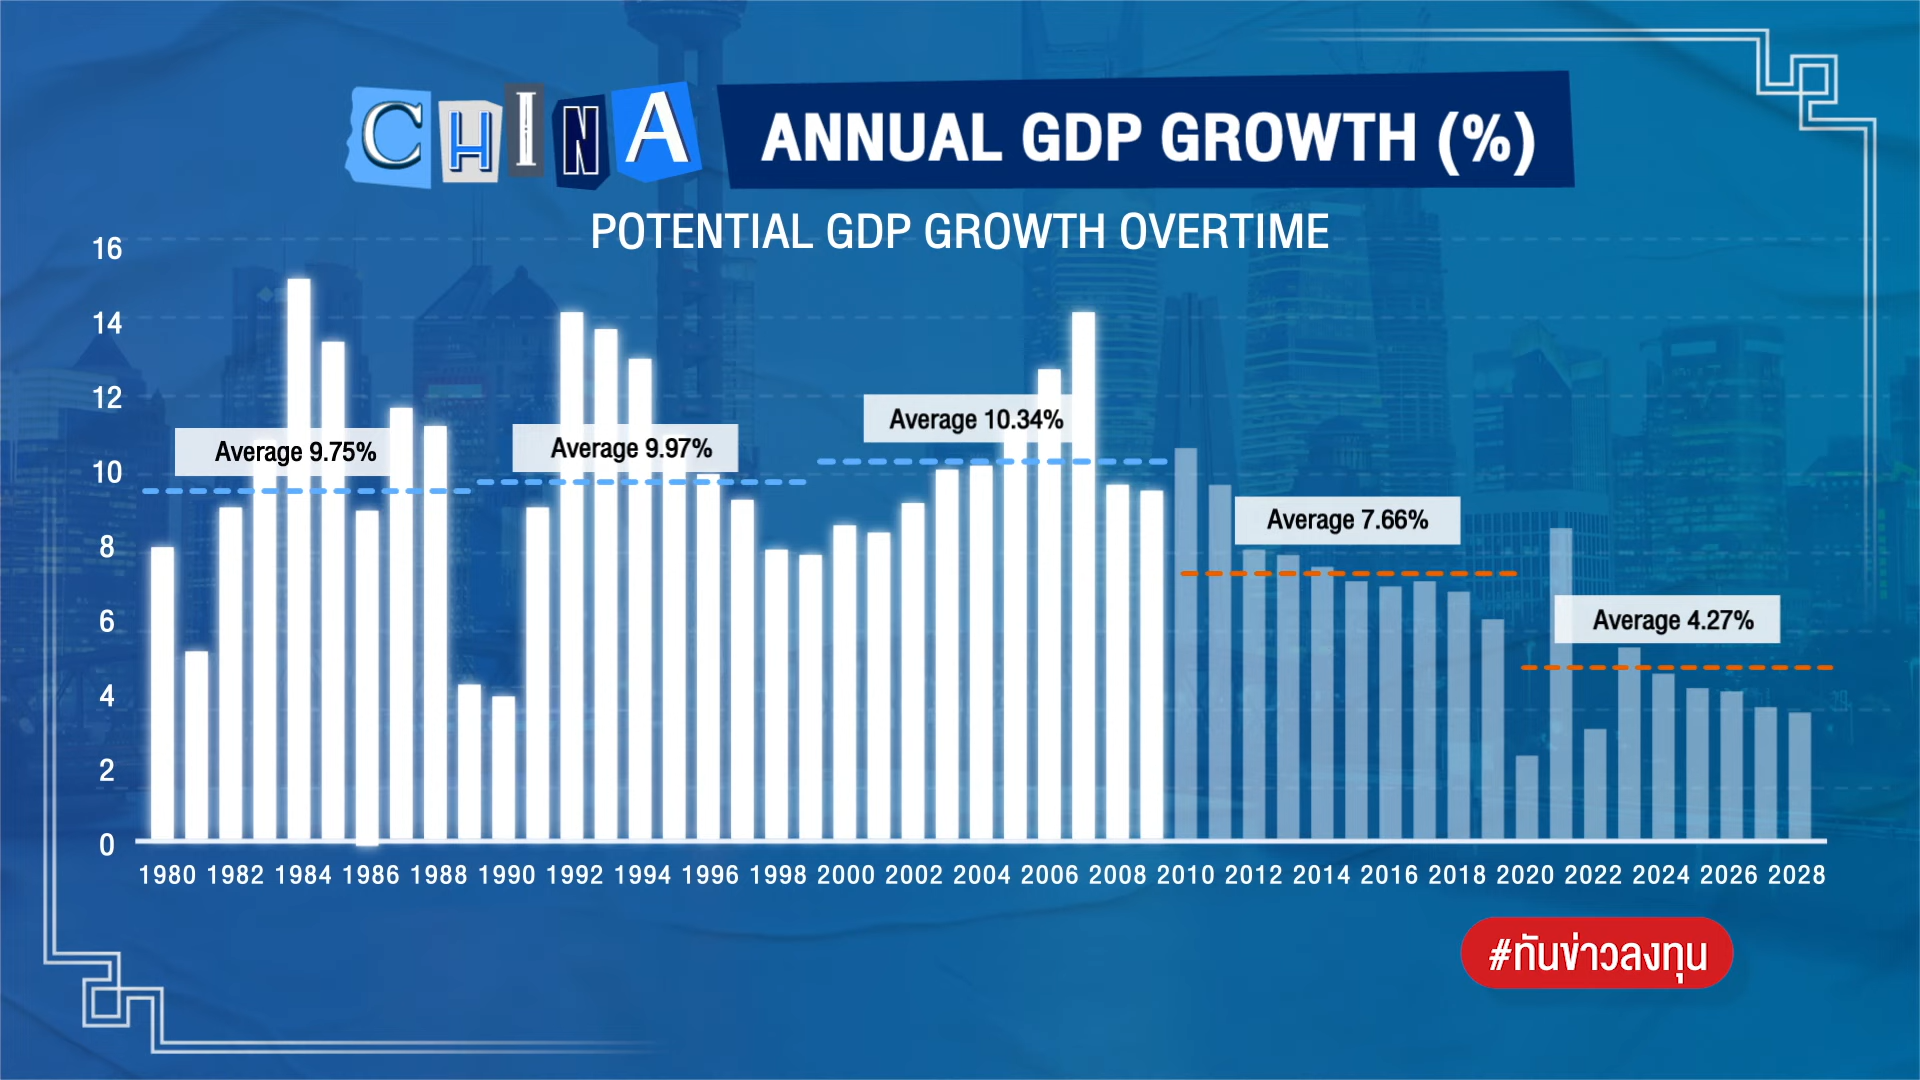 CHINA ANNUAL GDP GROWTH (%)
POTENTIAL GDP GROWTH OVERTIME
16
14
12
10
8
6
4
2
0
Average 9.75%
Average 9.97%
Average 10.34%
Average 7.66%
Average 4.27%
1980 1982 1984 1986 1988 1990 1992 1994 1996 1998 2000 2002 2004 2006 2008 2010 2012 2014 2016 2018 2020 2022 2024 2026 2028
#ทันข่าวลงทุน